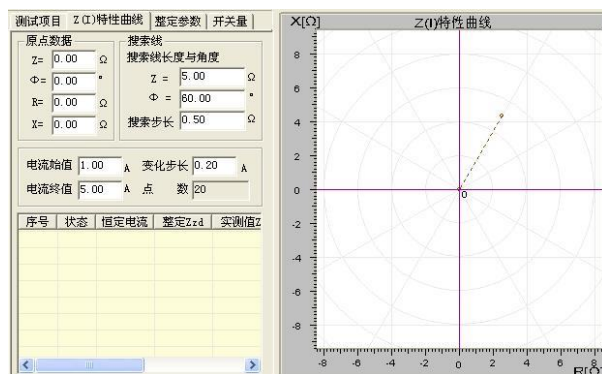 测试项目 Z(I)特性曲线 整定参数 开关量
原点数据
Z= 0.00 Ω
Φ= 0.00 °
R= 0.00 Ω
X= 0.00 Ω
搜索线
搜索线长度与角度
Z = 5.00 Ω
Φ = 60.00 °
搜索步长 0.50 Ω
电流始值 1.00 A 变化步长 0.20 A
电流终值 5.00 A 点 数 20
序号 状态 恒定电流 整定Zzd 实测值Z
X[Ω] Z(I)特性曲线
8
6
4
2
0
-2
-4
-6
-8
0
-8 -6 -4 -2 0 2 4 6 8
R[Ω]